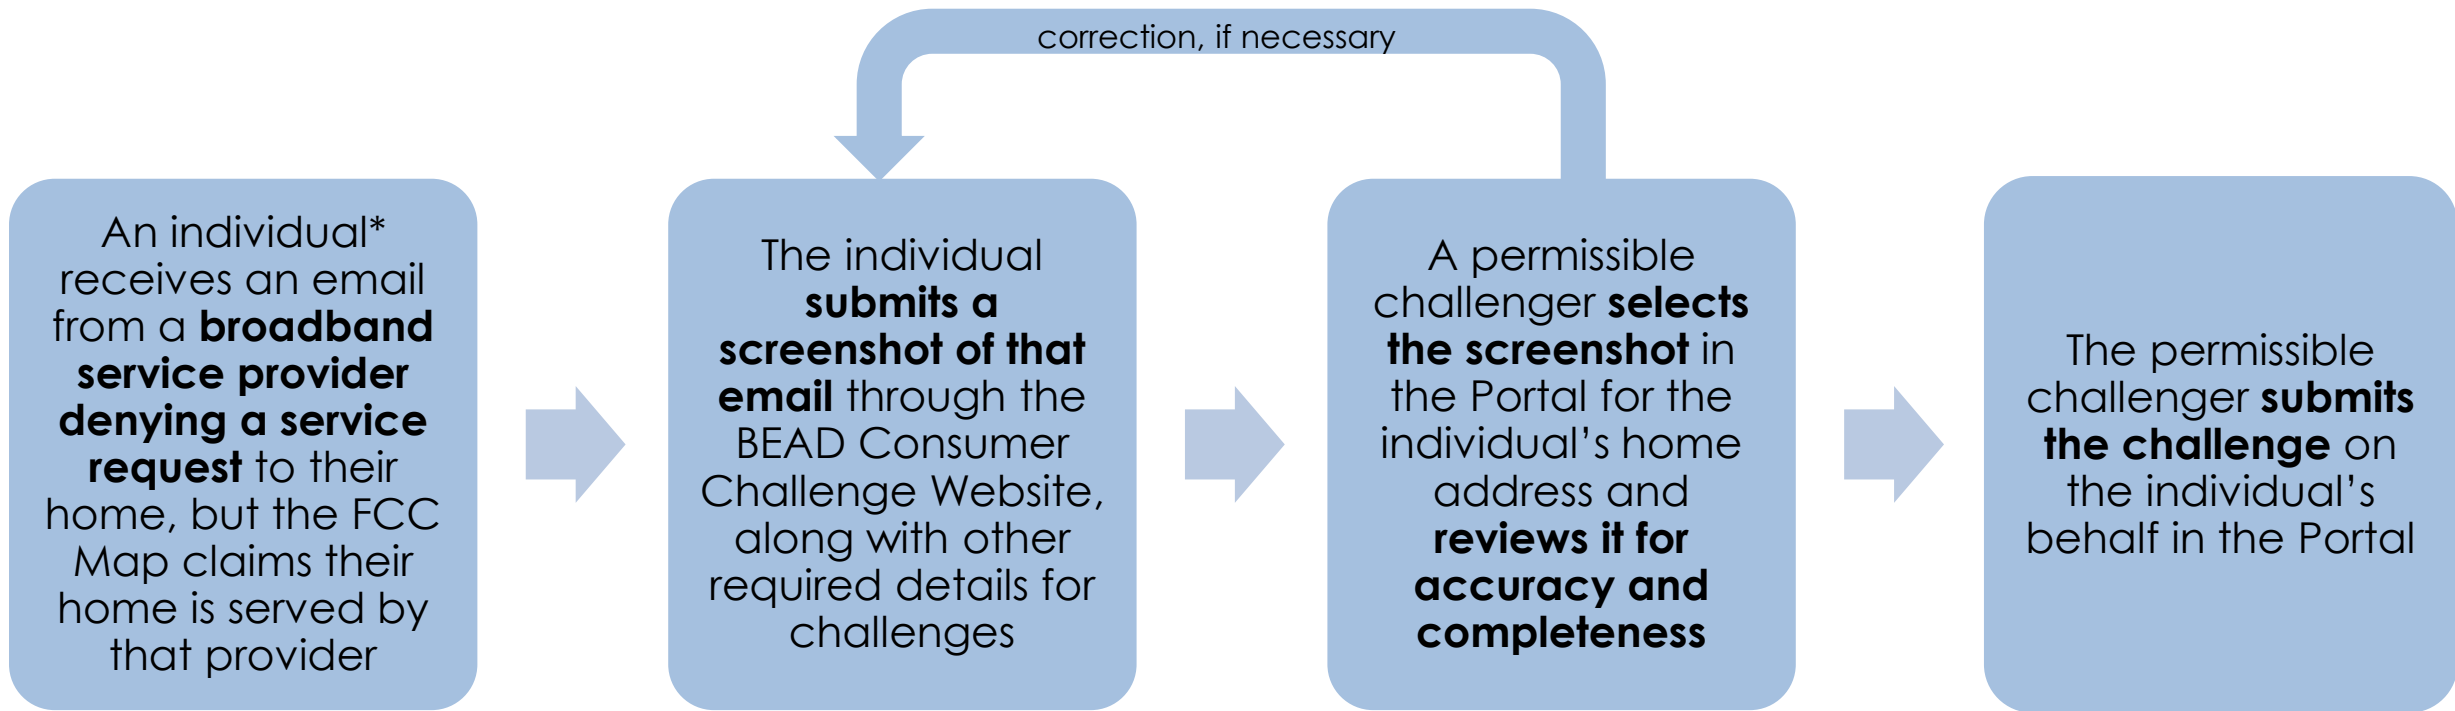 correction, if necessary
An individual*
receives an email
from a broadband
service provider
denying a service
request to their
home, but the FCC
Map claims their
home is served by
that provider
The individual
submits a
screenshot of that
email through the
BEAD Consumer
Challenge Website,
along with other
required details for
challenges
A permissible
challenger selects
the screenshot in
the Portal for the
individual’s home
address and
reviews it for
accuracy and
completeness
The permissible
challenger submits
the challenge on
the individual’s
behalf in the Portal